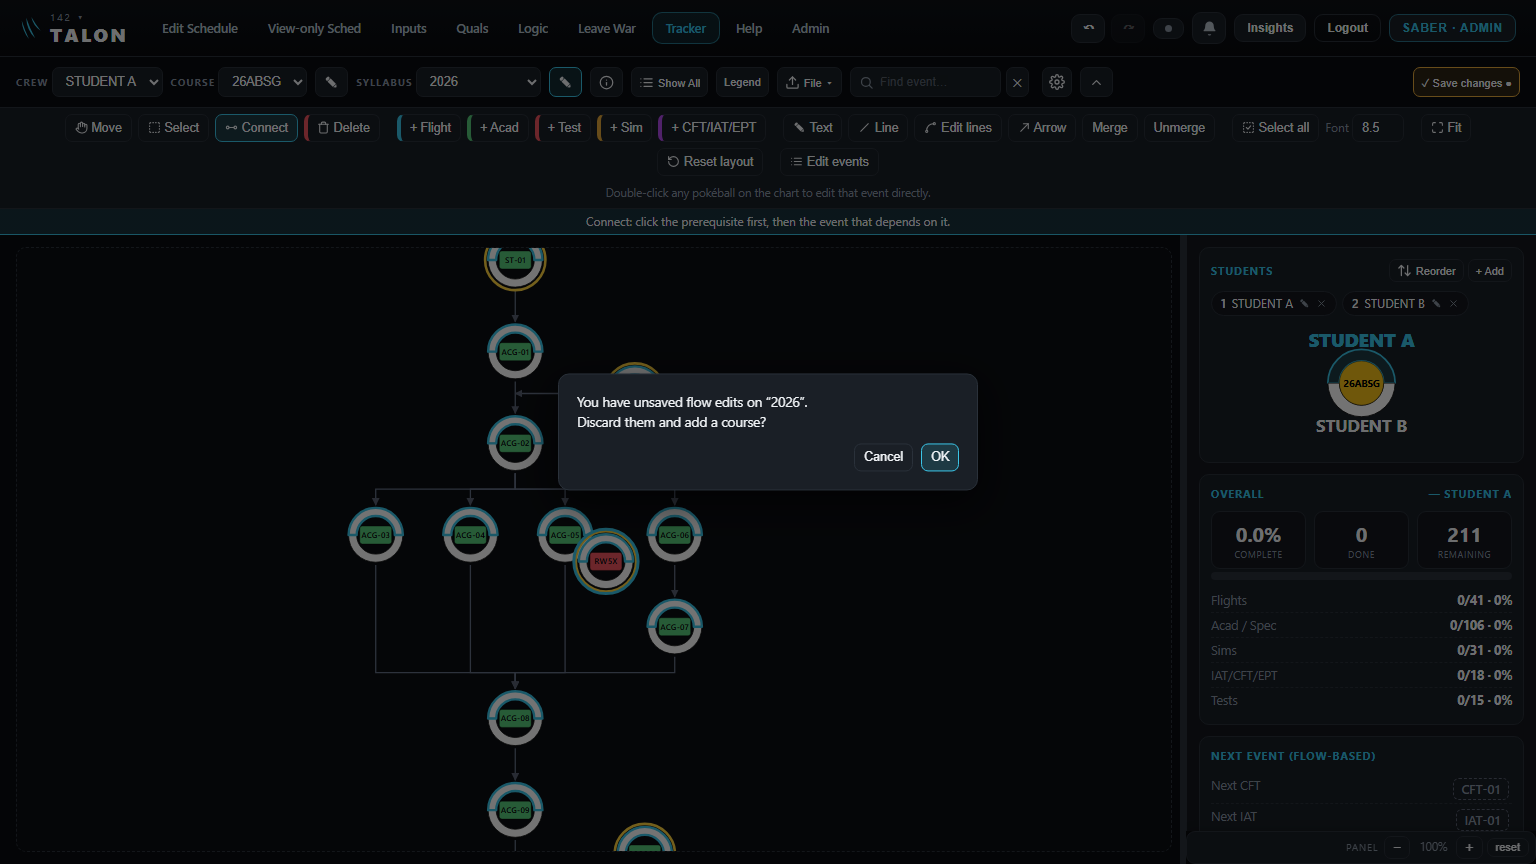 142
TALON
Edit Schedule
View-only Sched
Inputs
Quals
Logic
Leave War
Tracker
Help
Admin
Insights
Logout
SABER · ADMIN
CREW
STUDENT A
COURSE
26ABSG
SYLLABUS
2026
Show All
Legend
File
Find event...
Save changes
Move
Select
Connect
Delete
+ Flight
+ Acad
+ Test
+ Sim
+ CFT/IAT/EPT
Text
Line
Edit lines
Arrow
Merge
Unmerge
Select all
Font
8.5
Fit
Reset layout
Edit events
Double-click any pokéball on the chart to edit that event directly.
Connect: click the prerequisite first, then the event that depends on it.
ST-01
ACG-01
ACG-02
ACG-03
ACG-04
ACG-05
RW5X
ACG-06
ACG-07
ACG-08
ACG-09
You have unsaved flow edits on “2026”.
Discard them and add a course?
Cancel
OK
STUDENTS
Reorder
+ Add
1 STUDENT A
2 STUDENT B
STUDENT A
26ABSG
STUDENT B
OVERALL
— STUDENT A
0.0%
COMPLETE
0
DONE
211
REMAINING
Flights
0/41 · 0%
Acad / Spec
0/106 · 0%
Sims
0/31 · 0%
IAT/CFT/EPT
0/18 · 0%
Tests
0/15 · 0%
NEXT EVENT (FLOW-BASED)
Next CFT
CFT-01
Next IAT
IAT-01
PANEL
−
100%
+
reset